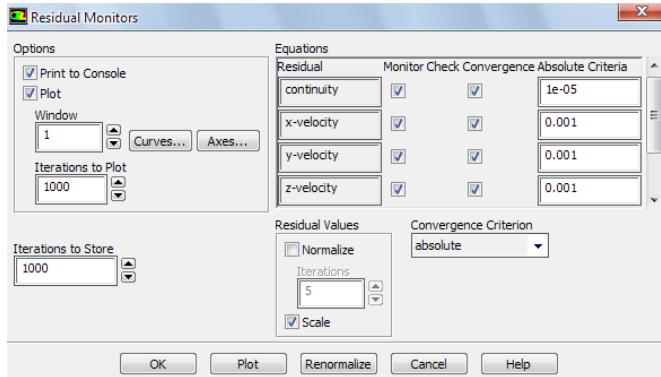 Residual Monitors
Options
Print to Console
Plot
Window
1
Curves... Axes...
Iterations to Plot
1000
Iterations to Store
1000
Equations
Residual Monitor Check Convergence Absolute Criteria
continuity 1e-05
x-velocity 0.001
y-velocity 0.001
z-velocity 0.001
Residual Values
Normalize
Iterations
5
Scale
Convergence Criterion
absolute
OK Plot Renormalize Cancel Help